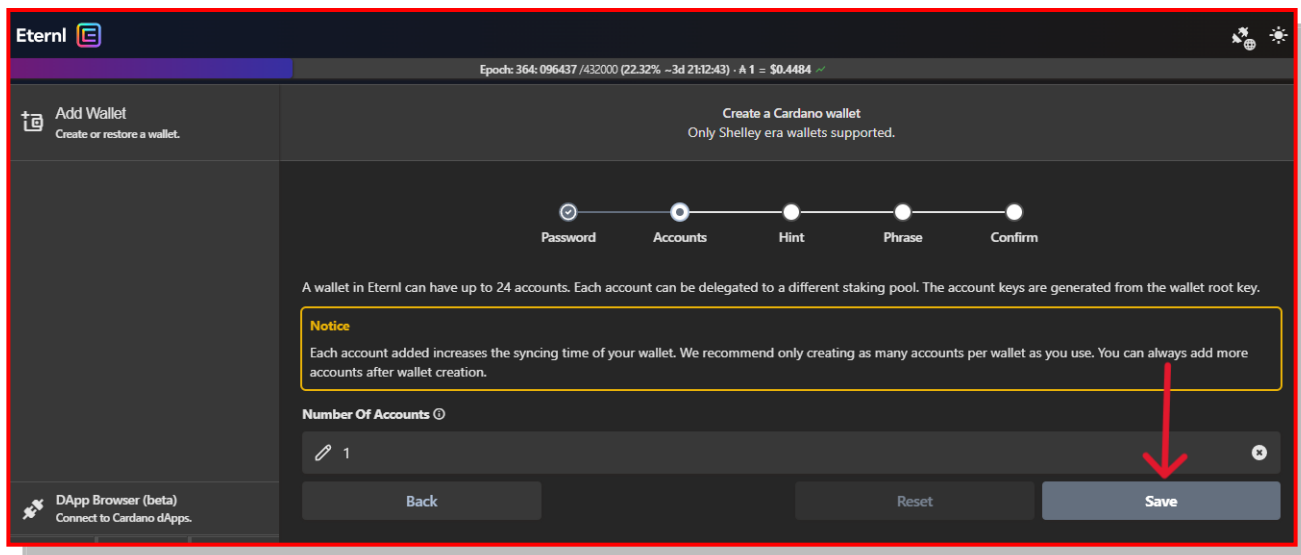 Eternl
Epoch: 364: 096437 /432000 (22.32% ~3d 21:12:43) · ₳ 1 = $0.4484
Add Wallet
Create or restore a wallet.
Create a Cardano wallet
Only Shelley era wallets supported.
Password
Accounts
Hint
Phrase
Confirm
A wallet in Eternl can have up to 24 accounts. Each account can be delegated to a different staking pool. The account keys are generated from the wallet root key.
Notice
Each account added increases the syncing time of your wallet. We recommend only creating as many accounts per wallet as you use. You can always add more
accounts after wallet creation.
Number Of Accounts
1
Back
Reset
Save
DApp Browser (beta)
Connect to Cardano dApps.